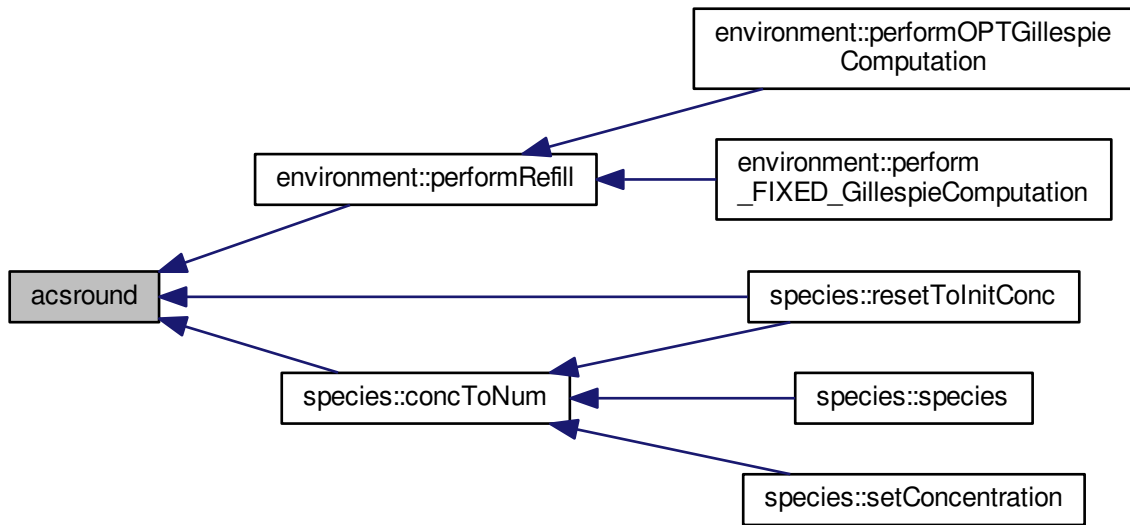 environment::performOPTGillespie
Computation
environment::performRefill
environment::perform
_FIXED_GillespieComputation
acsround
species::resetToInitConc
species::concToNum
species::species
species::setConcentration